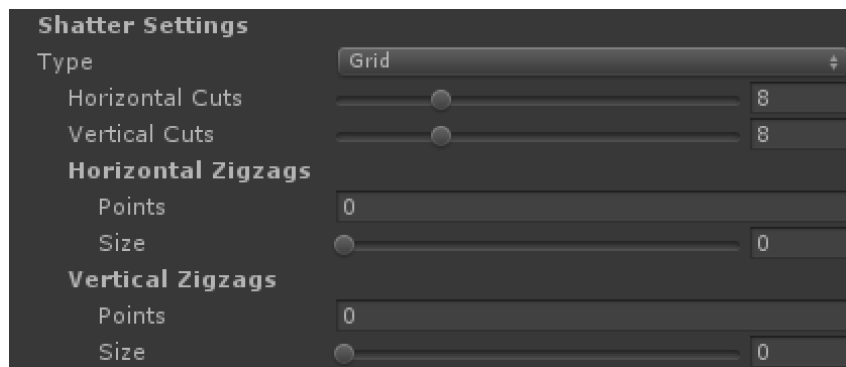 Shatter Settings
Type Grid
Horizontal Cuts 8
Vertical Cuts 8
Horizontal Zigzags
Points 0
Size 0
Vertical Zigzags
Points 0
Size 0